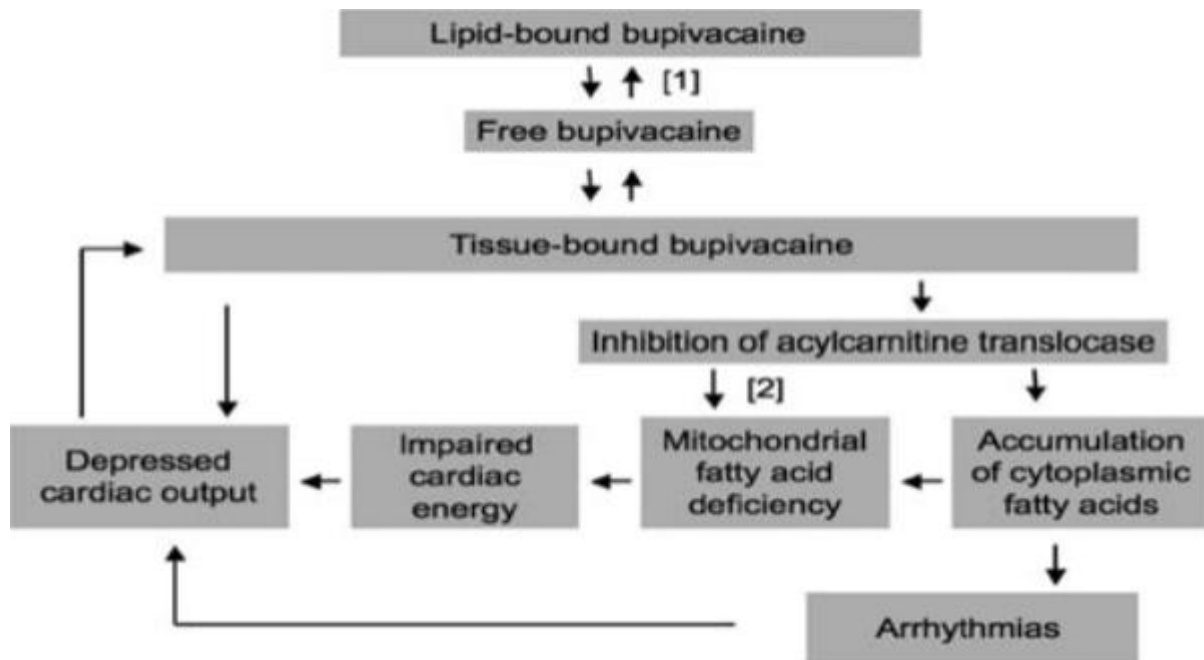 Lipid-bound bupivacaine
[1]
Free bupivacaine
Tissue-bound bupivacaine
Inhibition of acylcarnitine translocase
[2]
Depressed
cardiac output
Impaired
cardiac
energy
Mitochondrial
fatty acid
deficiency
Accumulation
of cytoplasmic
fatty acids
Arrhythmias